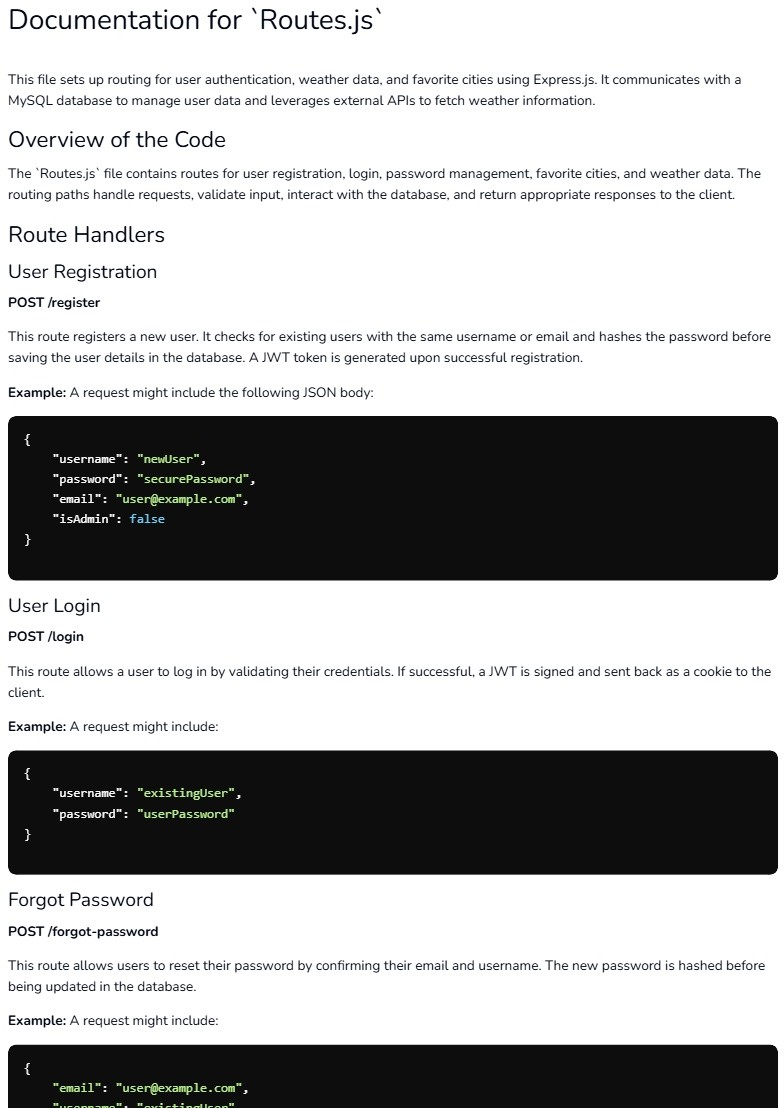 Documentation for `Routes.js`
This file sets up routing for user authentication, weather data, and favorite cities using Express.js. It communicates with a
MySQL database to manage user data and leverages external APIs to fetch weather information.
Overview of the Code
The `Routes.js` file contains routes for user registration, login, password management, favorite cities, and weather data. The
routing paths handle requests, validate input, interact with the database, and return appropriate responses to the client.
Route Handlers
User Registration
POST /register
This route registers a new user. It checks for existing users with the same username or email and hashes the password before
saving the user details in the database. A JWT token is generated upon successful registration.
Example: A request might include the following JSON body:
{
    "username": "newUser",
    "password": "securePassword",
    "email": "user@example.com",
    "isAdmin": false
}
User Login
POST /login
This route allows a user to log in by validating their credentials. If successful, a JWT is signed and sent back as a cookie to the
client.
Example: A request might include:
{
    "username": "existingUser",
    "password": "userPassword"
}
Forgot Password
POST /forgot-password
This route allows users to reset their password by confirming their email and username. The new password is hashed before
being updated in the database.
Example: A request might include:
{
    "email": "user@example.com",
    "username": "existingUser"